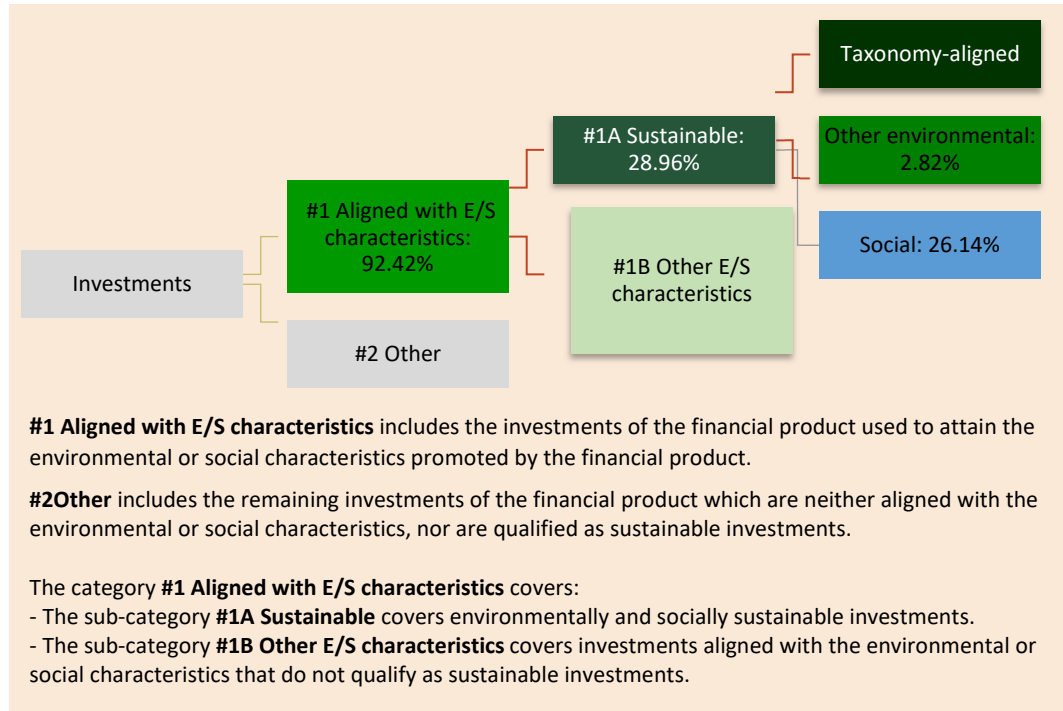 Taxonomy-aligned
#1A Sustainable:
28.96%
Other environmental:
2.82%
#1 Aligned with E/S
characteristics:
92.42%
Social: 26.14%
#1B Other E/S
characteristics
Investments
#2 Other
#1 Aligned with E/S characteristics includes the investments of the financial product used to attain the
environmental or social characteristics promoted by the financial product.
#2Other includes the remaining investments of the financial product which are neither aligned with the
environmental or social characteristics, nor are qualified as sustainable investments.
The category #1 Aligned with E/S characteristics covers:
- The sub-category #1A Sustainable covers environmentally and socially sustainable investments.
- The sub-category #1B Other E/S characteristics covers investments aligned with the environmental or
social characteristics that do not qualify as sustainable investments.